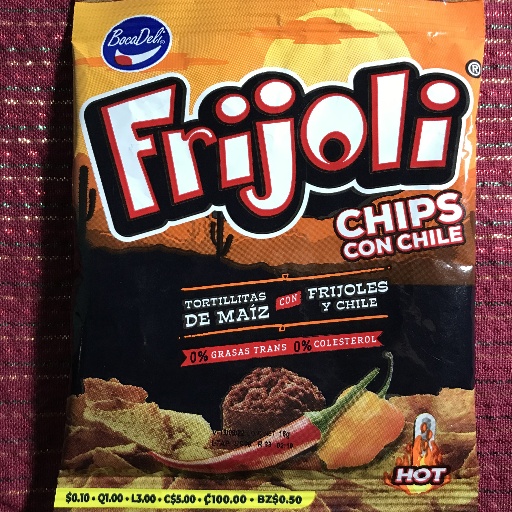 BocaDeli
Frijoli
®
CHIPS
CON CHILE
TORTILLITAS
DE MAÍZ
CON
FRIJOLES
Y CHILE
0% GRASAS TRANS 0% COLESTEROL
HOT
$0.10 • Q1.00 • L3.00 • C$5.00 • ₡100.00 • BZ$0.50